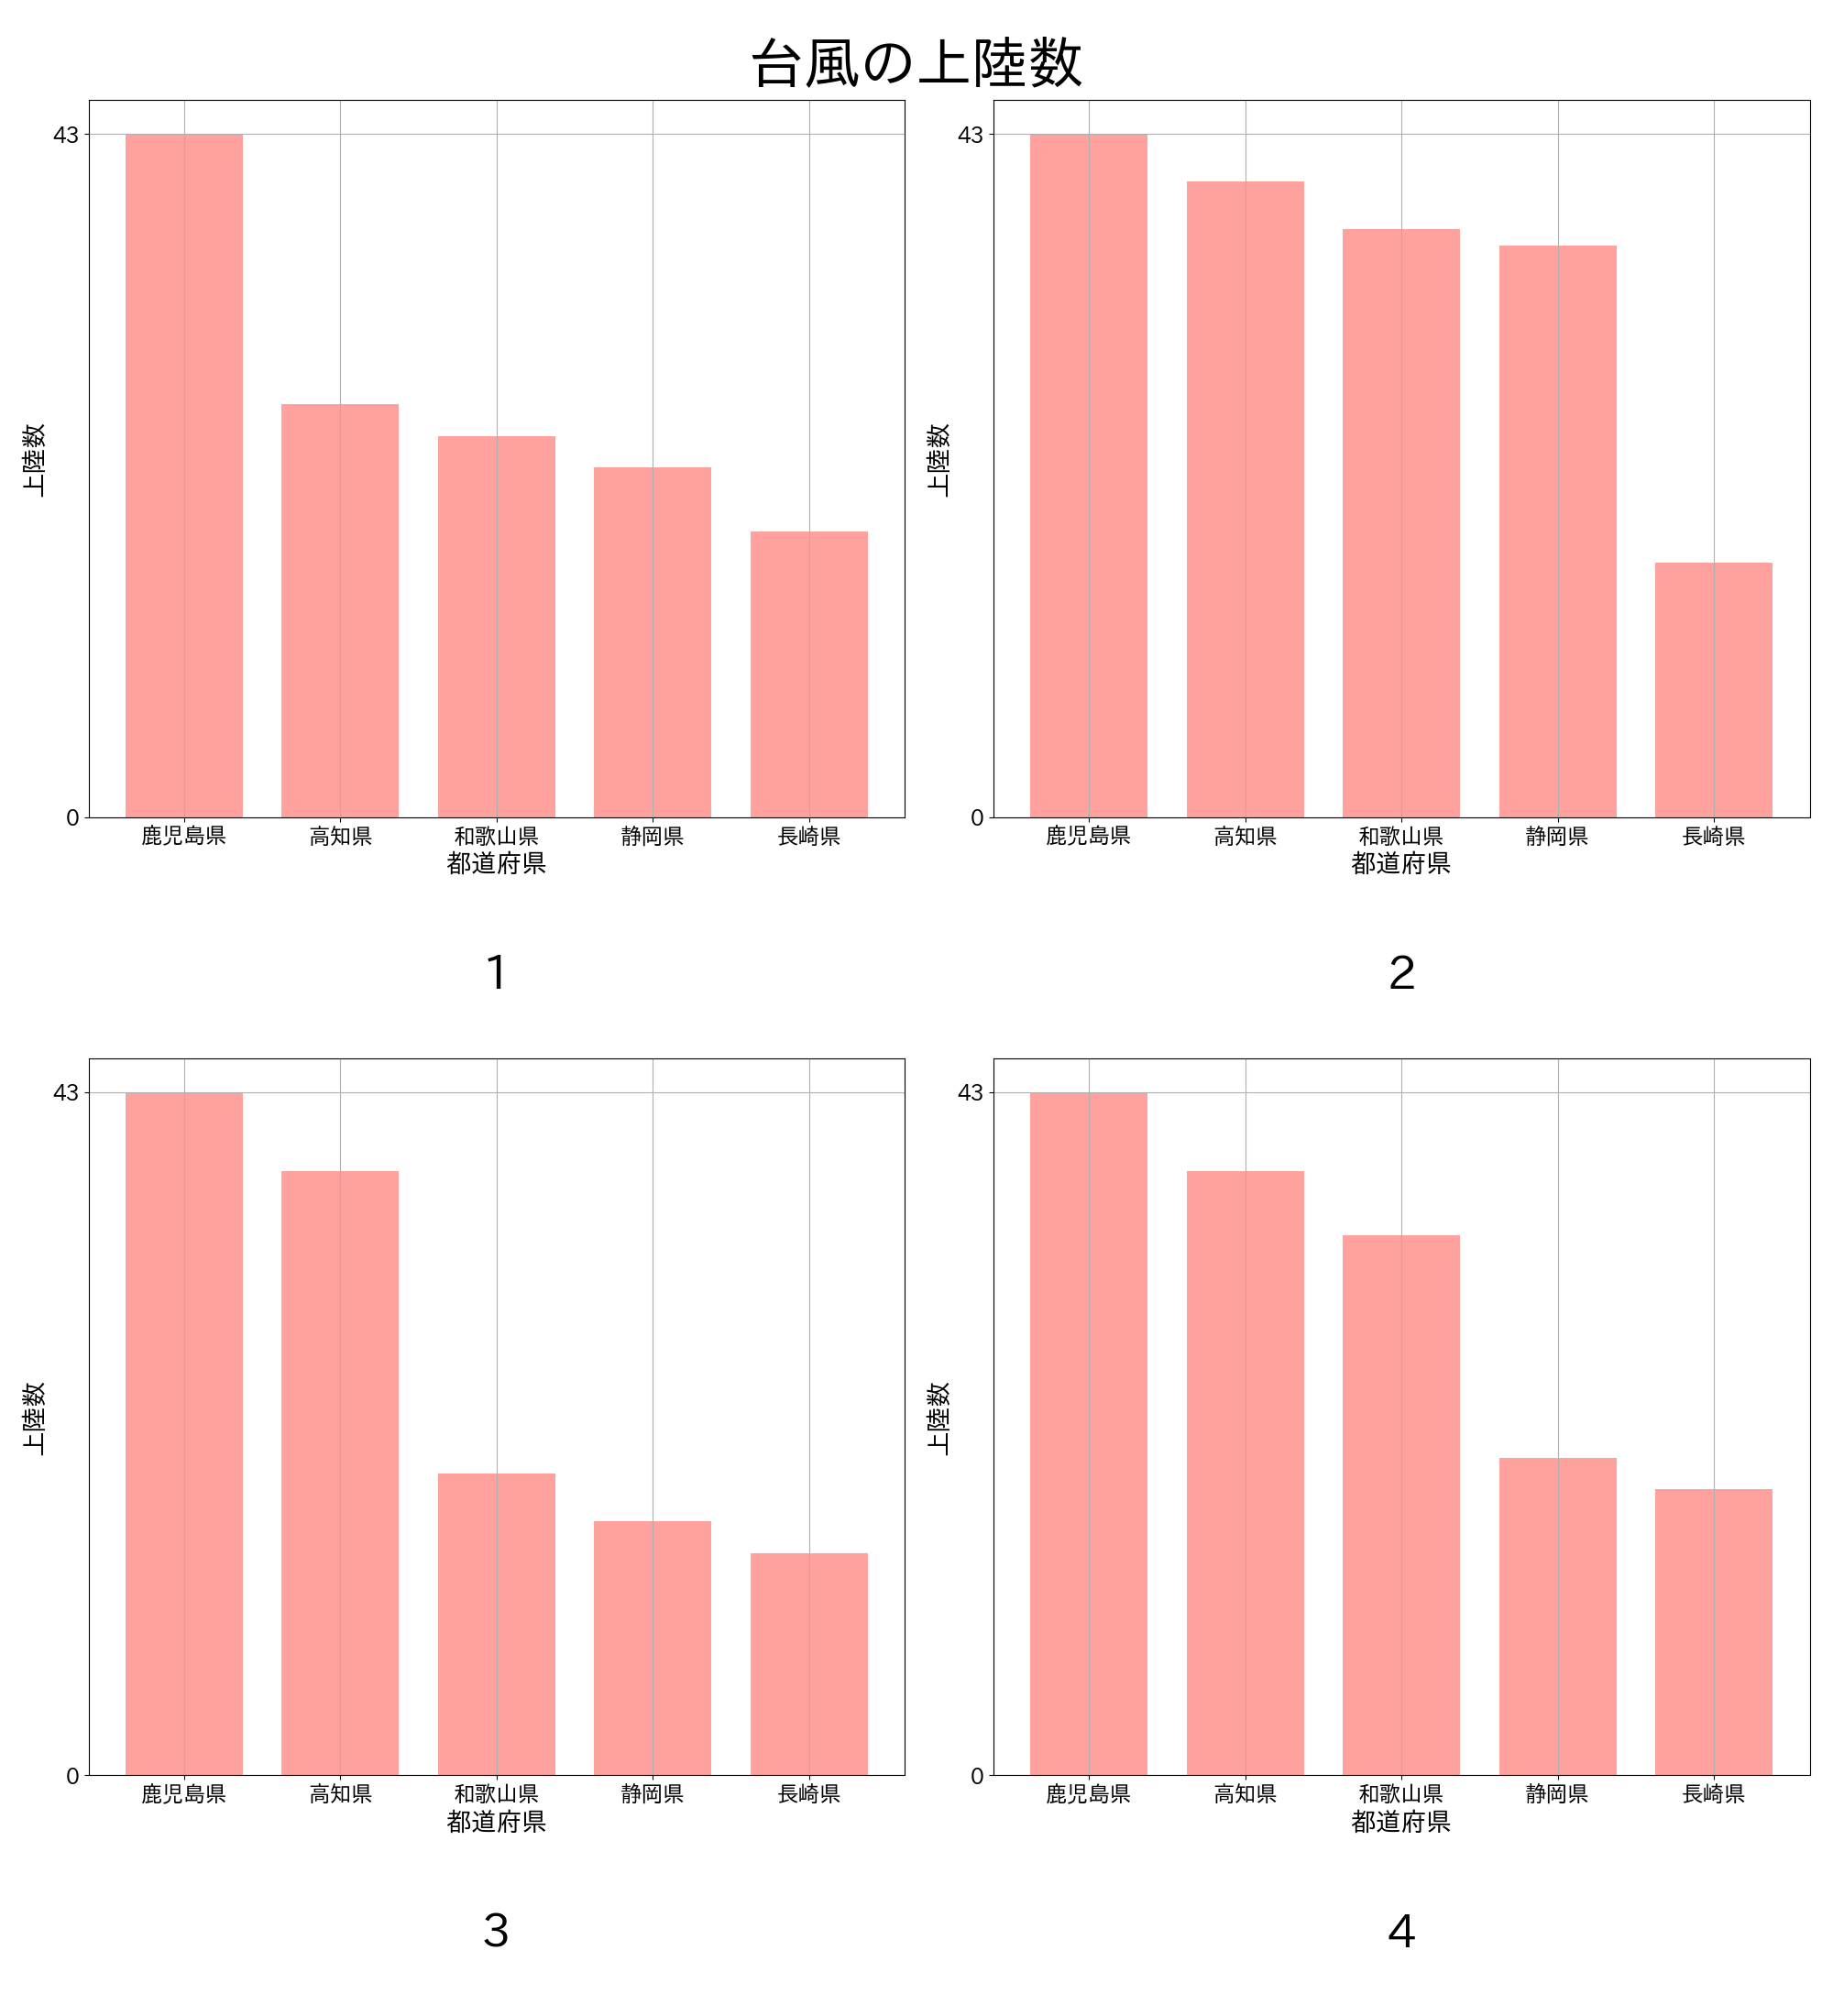 台風の上陸数
43
0
上陸数
鹿児島県 高知県 和歌山県 静岡県 長崎県
都道府県
1
43
0
上陸数
鹿児島県 高知県 和歌山県 静岡県 長崎県
都道府県
2
43
0
上陸数
鹿児島県 高知県 和歌山県 静岡県 長崎県
都道府県
3
43
0
上陸数
鹿児島県 高知県 和歌山県 静岡県 長崎県
都道府県
4